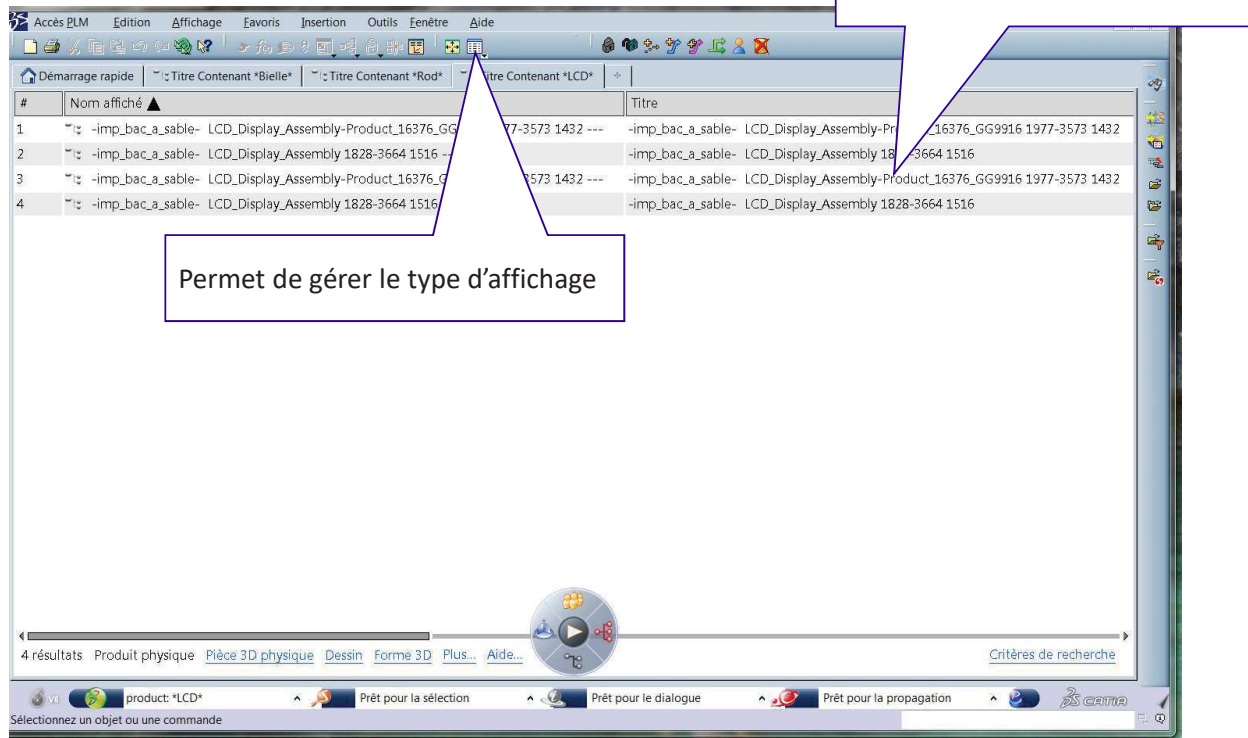 Accès PLM Edition Affichage Favoris Insertion Outils Fenêtre Aide
Démarrage rapide Titre Contenant *Bielle* Titre Contenant *Rod* itre Contenant *LCD*
# Nom affiché Titre
1 -imp_bac_a_sable- LCD_Display_Assembly-Product_16376_GG 77-3573 1432 --- -imp_bac_a_sable- LCD_Display_Assembly-Pr _16376_GG9916 1977-3573 1432
2 -imp_bac_a_sable- LCD_Display_Assembly 1828-3664 1516 -- -imp_bac_a_sable- LCD_Display_Assembly 18 -3664 1516
3 -imp_bac_a_sable- LCD_Display_Assembly-Product_16376_G 3573 1432 --- -imp_bac_a_sable- LCD_Display_Assembly-Product_16376_GG9916 1977-3573 1432
4 -imp_bac_a_sable- LCD_Display_Assembly 1828-3664 1516 -imp_bac_a_sable- LCD_Display_Assembly 1828-3664 1516
Permet de gérer le type d'affichage
4 résultats Produit physique Pièce 3D physique Dessin Forme 3D Plus... Aide... Critères de recherche
V6 product: *LCD* Prêt pour la sélection Prêt pour le dialogue Prêt pour la propagation CATIA
Sélectionnez un objet ou une commande